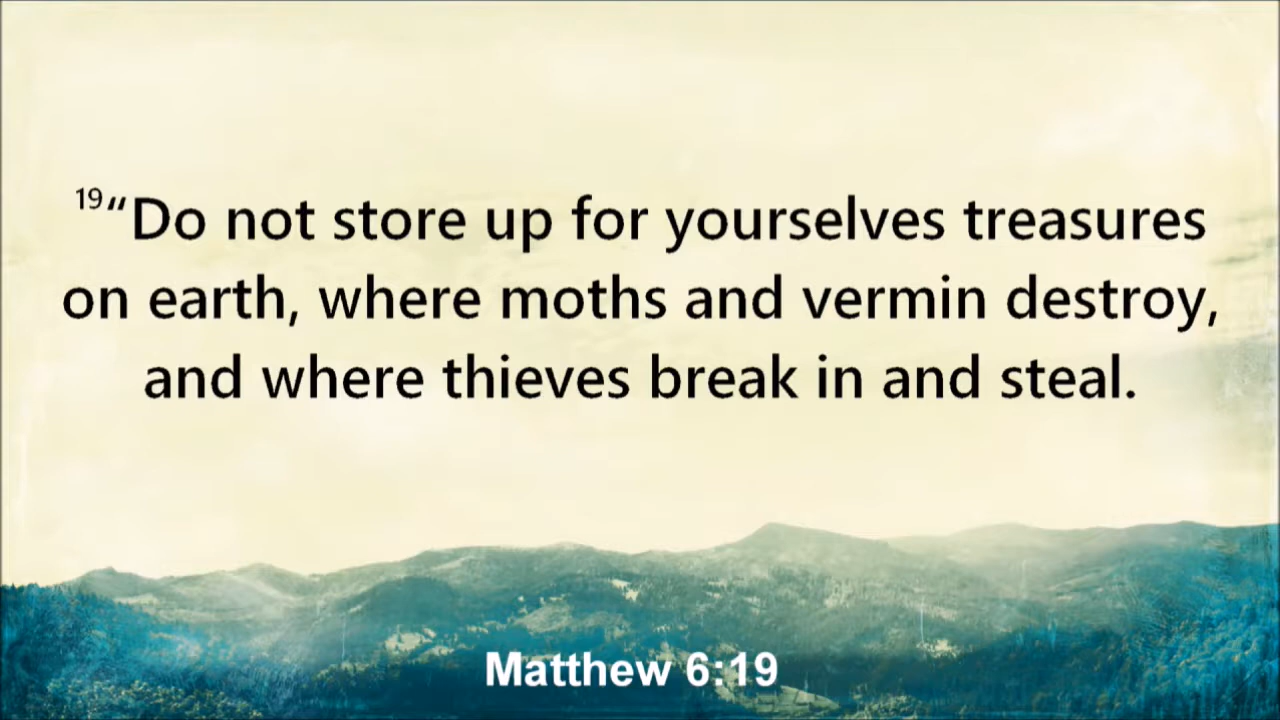 19“Do not store up for yourselves treasures
on earth, where moths and vermin destroy,
and where thieves break in and steal.
Matthew 6:19